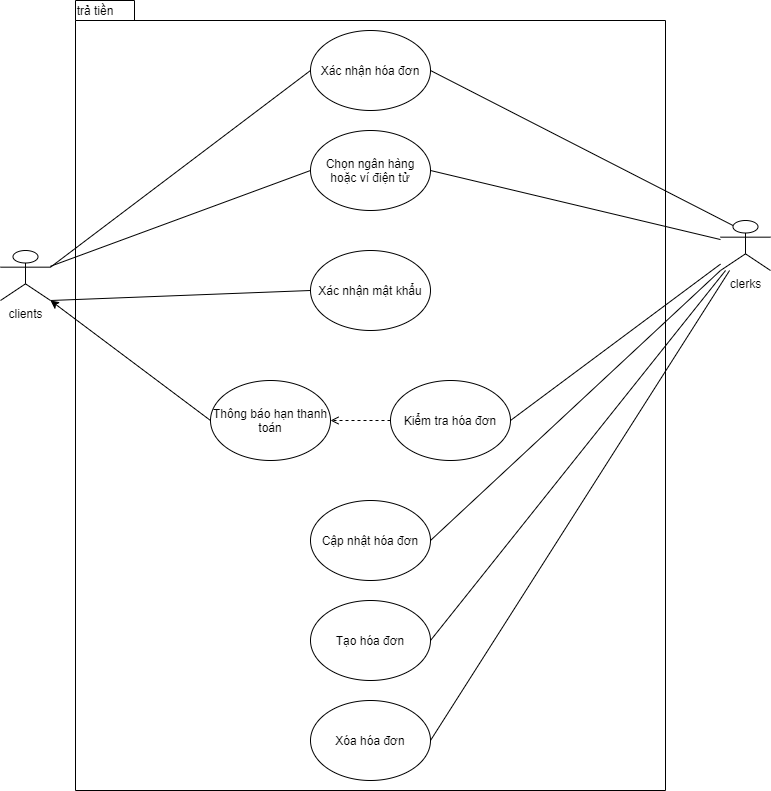 trả tiền
Xác nhận hóa đơn
Chọn ngân hàng
hoặc ví điện tử
Xác nhận mật khẩu
clients
clerks
Thông báo hạn thanh
toán
Kiểm tra hóa đơn
Cập nhật hóa đơn
Tạo hóa đơn
Xóa hóa đơn